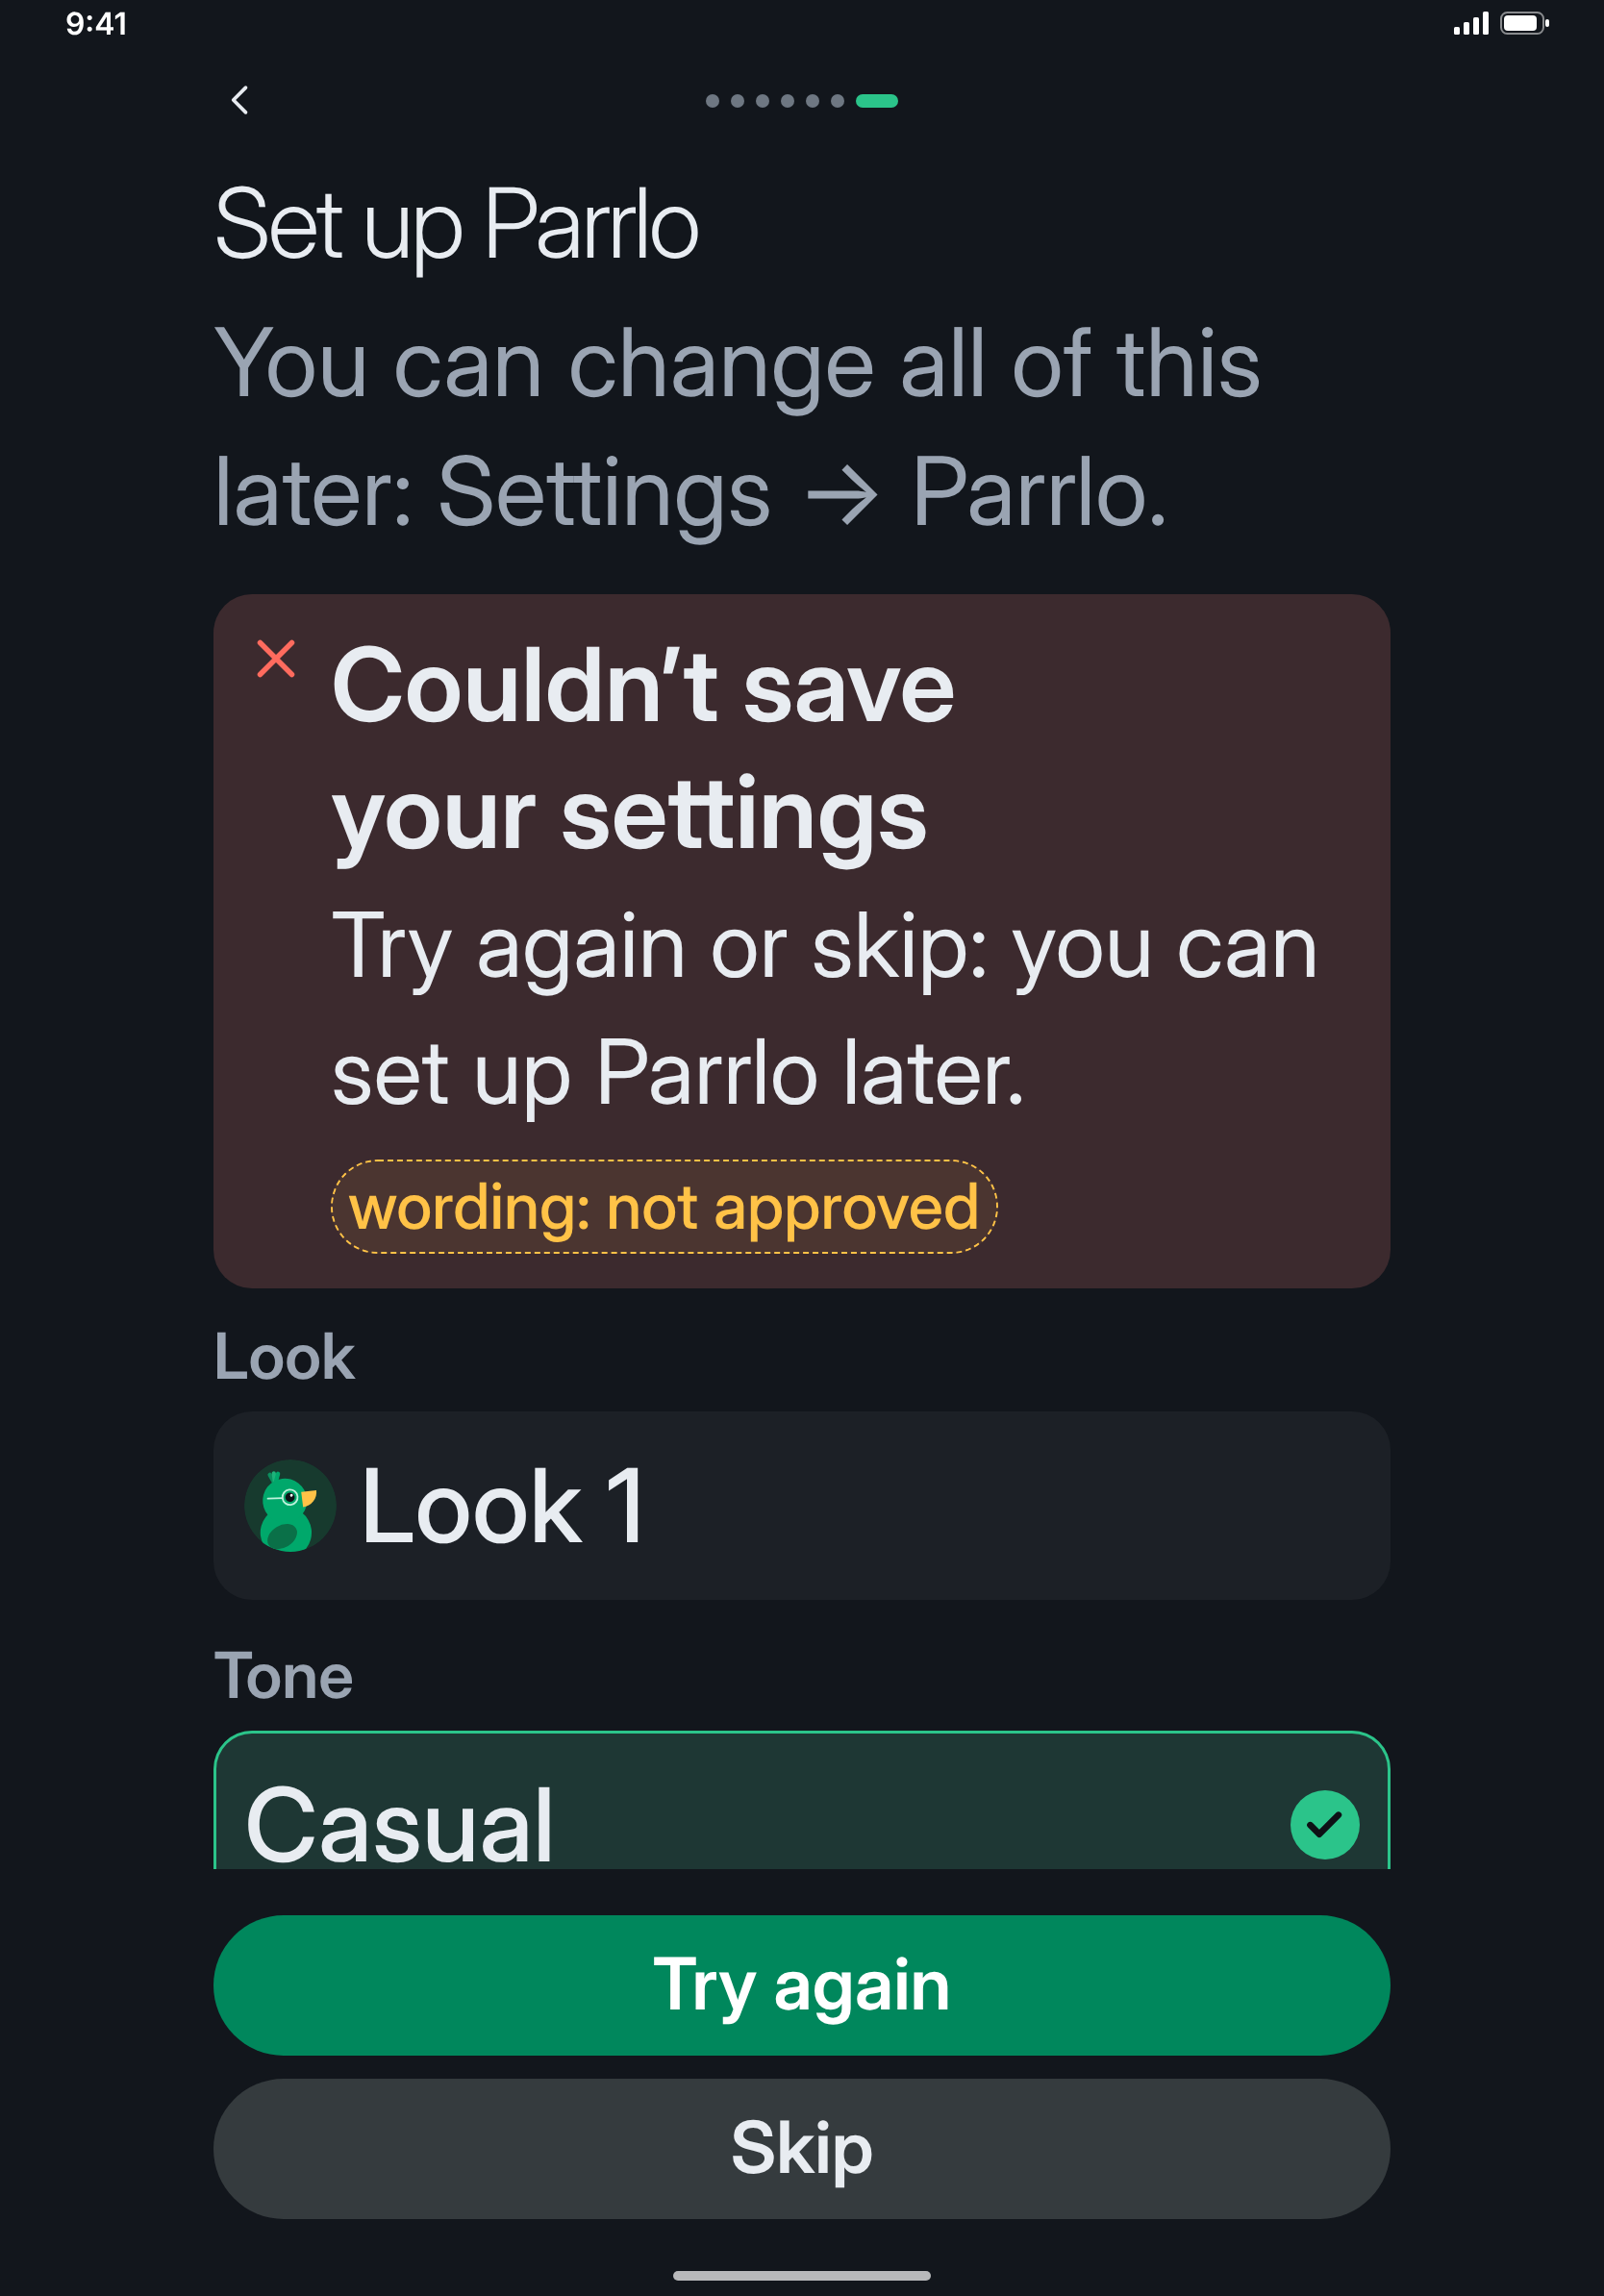 9:41
Set up Parrlo
You can change all of this
later: Settings → Parrlo.
Couldn’t save
your settings
Try again or skip: you can
set up Parrlo later.
wording: not approved
Look
Look 1
Tone
Casual
Try again
Skip